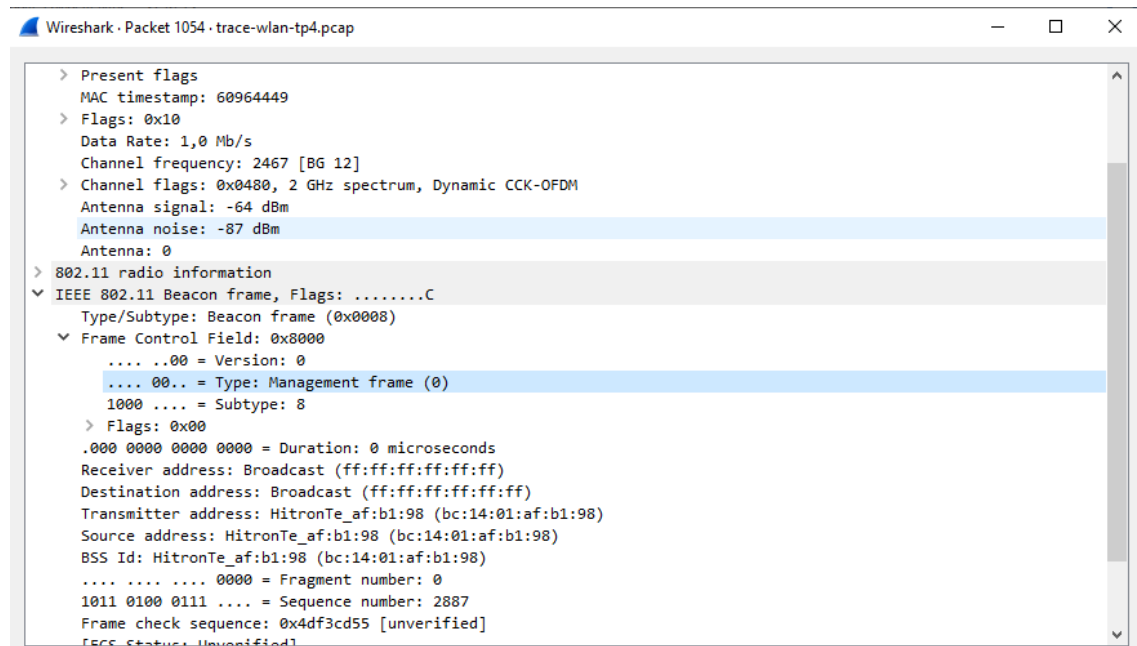 Wireshark · Packet 1054 · trace-wlan-tp4.pcap
> Present flags
MAC timestamp: 60964449
> Flags: 0x10
Data Rate: 1,0 Mb/s
Channel frequency: 2467 [BG 12]
> Channel flags: 0x0480, 2 GHz spectrum, Dynamic CCK-OFDM
Antenna signal: -64 dBm
Antenna noise: -87 dBm
Antenna: 0
> 802.11 radio information
IEEE 802.11 Beacon frame, Flags: ........C
Type/Subtype: Beacon frame (0x0008)
Frame Control Field: 0x8000
.... ..00 = Version: 0
.... 00.. = Type: Management frame (0)
1000 .... = Subtype: 8
> Flags: 0x00
.000 0000 0000 0000 = Duration: 0 microseconds
Receiver address: Broadcast (ff:ff:ff:ff:ff:ff)
Destination address: Broadcast (ff:ff:ff:ff:ff:ff)
Transmitter address: HitronTe_af:b1:98 (bc:14:01:af:b1:98)
Source address: HitronTe_af:b1:98 (bc:14:01:af:b1:98)
BSS Id: HitronTe_af:b1:98 (bc:14:01:af:b1:98)
.... .... .... 0000 = Fragment number: 0
1011 0100 0111 .... = Sequence number: 2887
Frame check sequence: 0x4df3cd55 [unverified]
[FCS Status: Unverified]